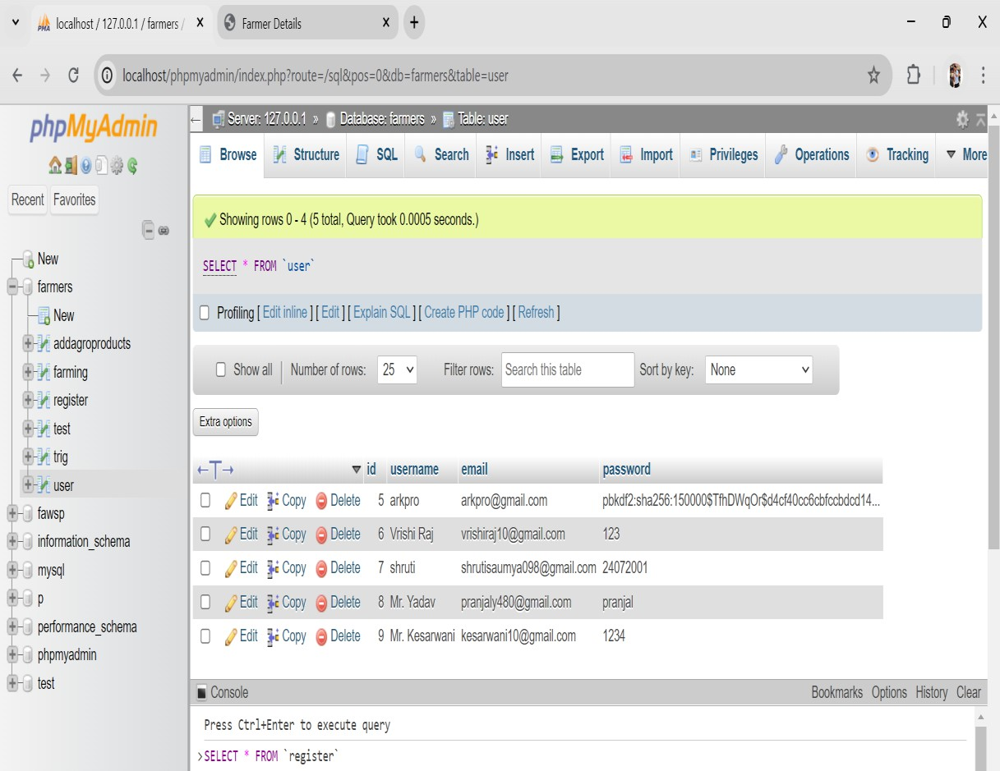 localhost / 127.0.0.1 / farmers /
Farmer Details
localhost/phpmyadmin/index.php?route=/sql&pos=0&db=farmers&table=user
phpMyAdmin
Recent Favorites
New
farmers
New
addagroproducts
farming
register
test
trig
user
fawsp
information_schema
mysql
p
performance_schema
phpmyadmin
test
Server: 127.0.0.1 » Database: farmers » Table: user
Browse Structure SQL Search Insert Export Import Privileges Operations Tracking More
Showing rows 0 - 4 (5 total, Query took 0.0005 seconds.)
SELECT * FROM `user`
Profiling [ Edit inline ] [ Edit ] [ Explain SQL ] [ Create PHP code ] [ Refresh ]
Show all Number of rows: 25 Filter rows: Search this table Sort by key: None
Extra options
id username email password
Edit Copy Delete 5 arkpro arkpro@gmail.com pbkdf2:sha256:150000$TfhDWqOr$d4cf40cc6cbfccbdcd14...
Edit Copy Delete 6 Vrishi Raj vrishiraj10@gmail.com 123
Edit Copy Delete 7 shruti shrutisaumya098@gmail.com 24072001
Edit Copy Delete 8 Mr. Yadav pranjaly480@gmail.com pranjal
Edit Copy Delete 9 Mr. Kesarwani kesarwani10@gmail.com 1234
Console Bookmarks Options History Clear
Press Ctrl+Enter to execute query
>SELECT * FROM `register`